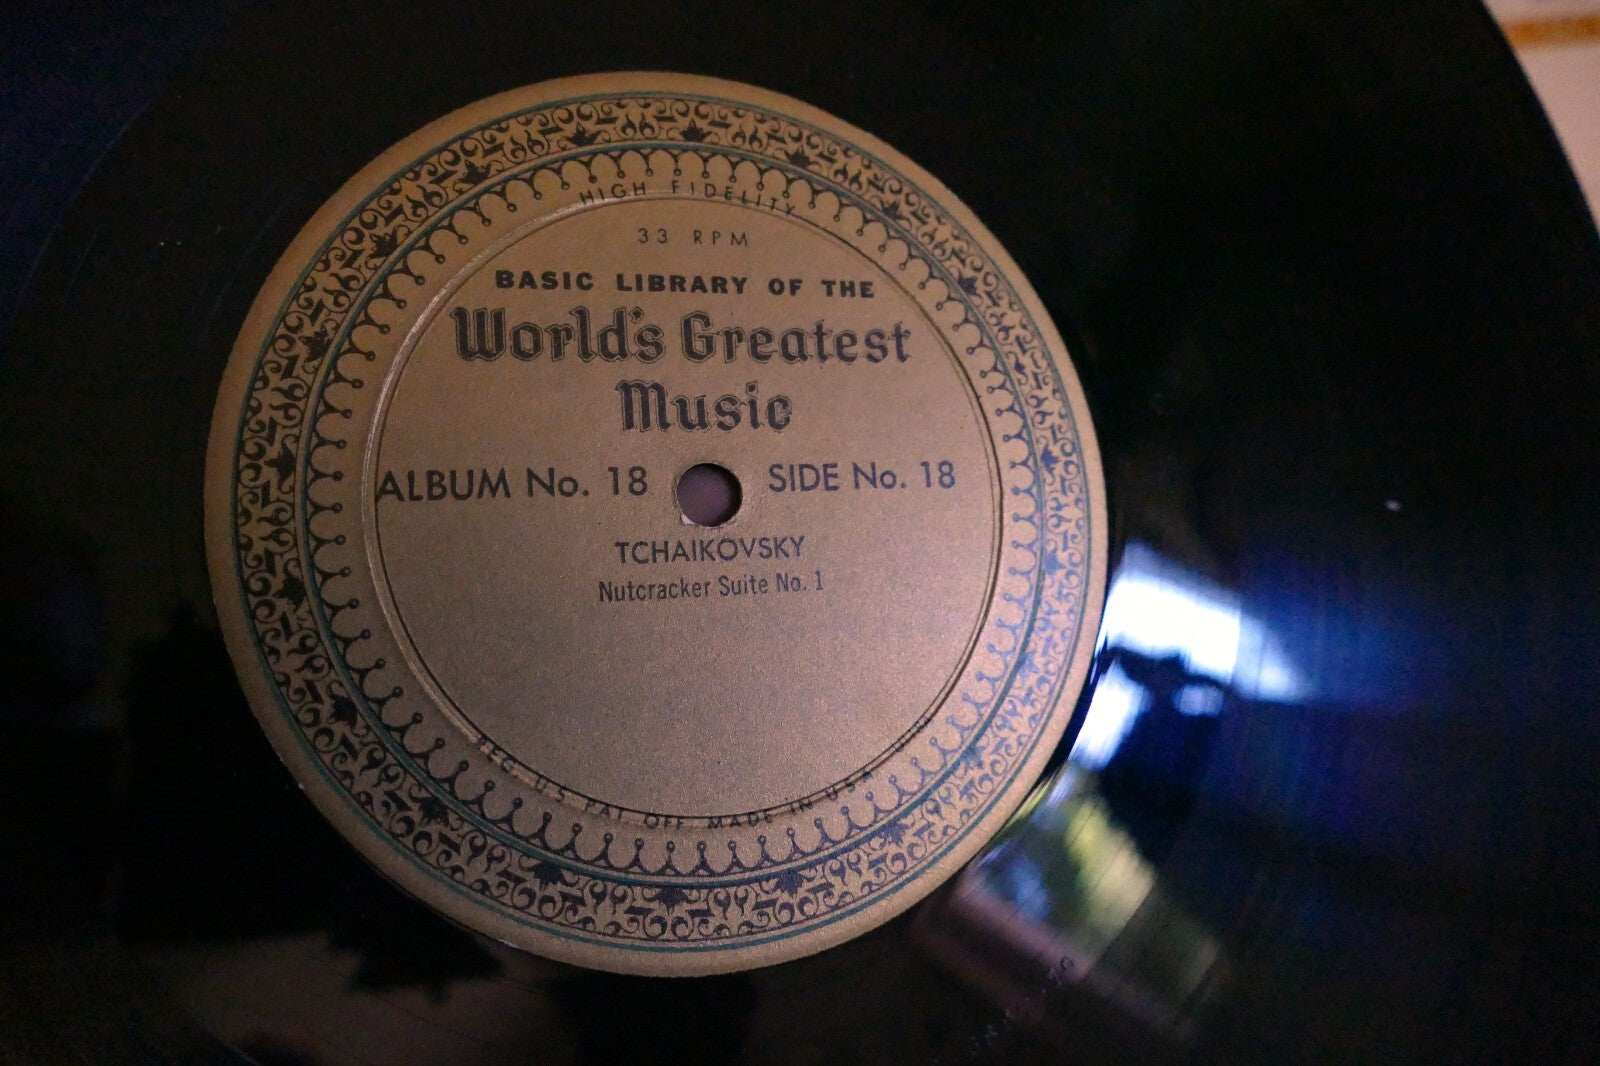 HIGH FIDELITY
33 RPM
BASIC LIBRARY OF THE
World's Greatest
Music
ALBUM No. 18 SIDE No. 18
TCHAIKOVSKY
Nutcracker Suite No. 1
REG. U.S. PAT. OFF. MADE IN U.S.A.